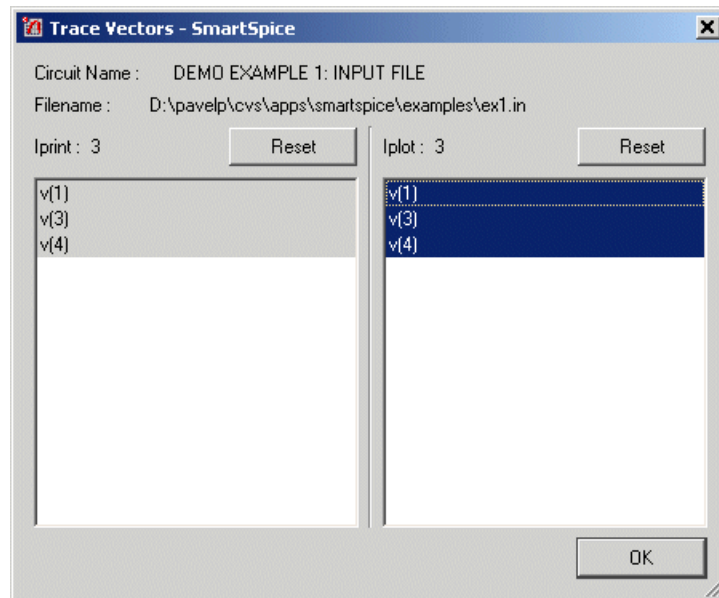 Trace Vectors - SmartSpice
Circuit Name : DEMO EXAMPLE 1: INPUT FILE
Filename : D:\pavelp\cvs\apps\smartspice\examples\ex1.in
Iprint : 3 Reset Iplot : 3 Reset
v(1) v(1)
v(3) v(3)
v(4) v(4)
OK